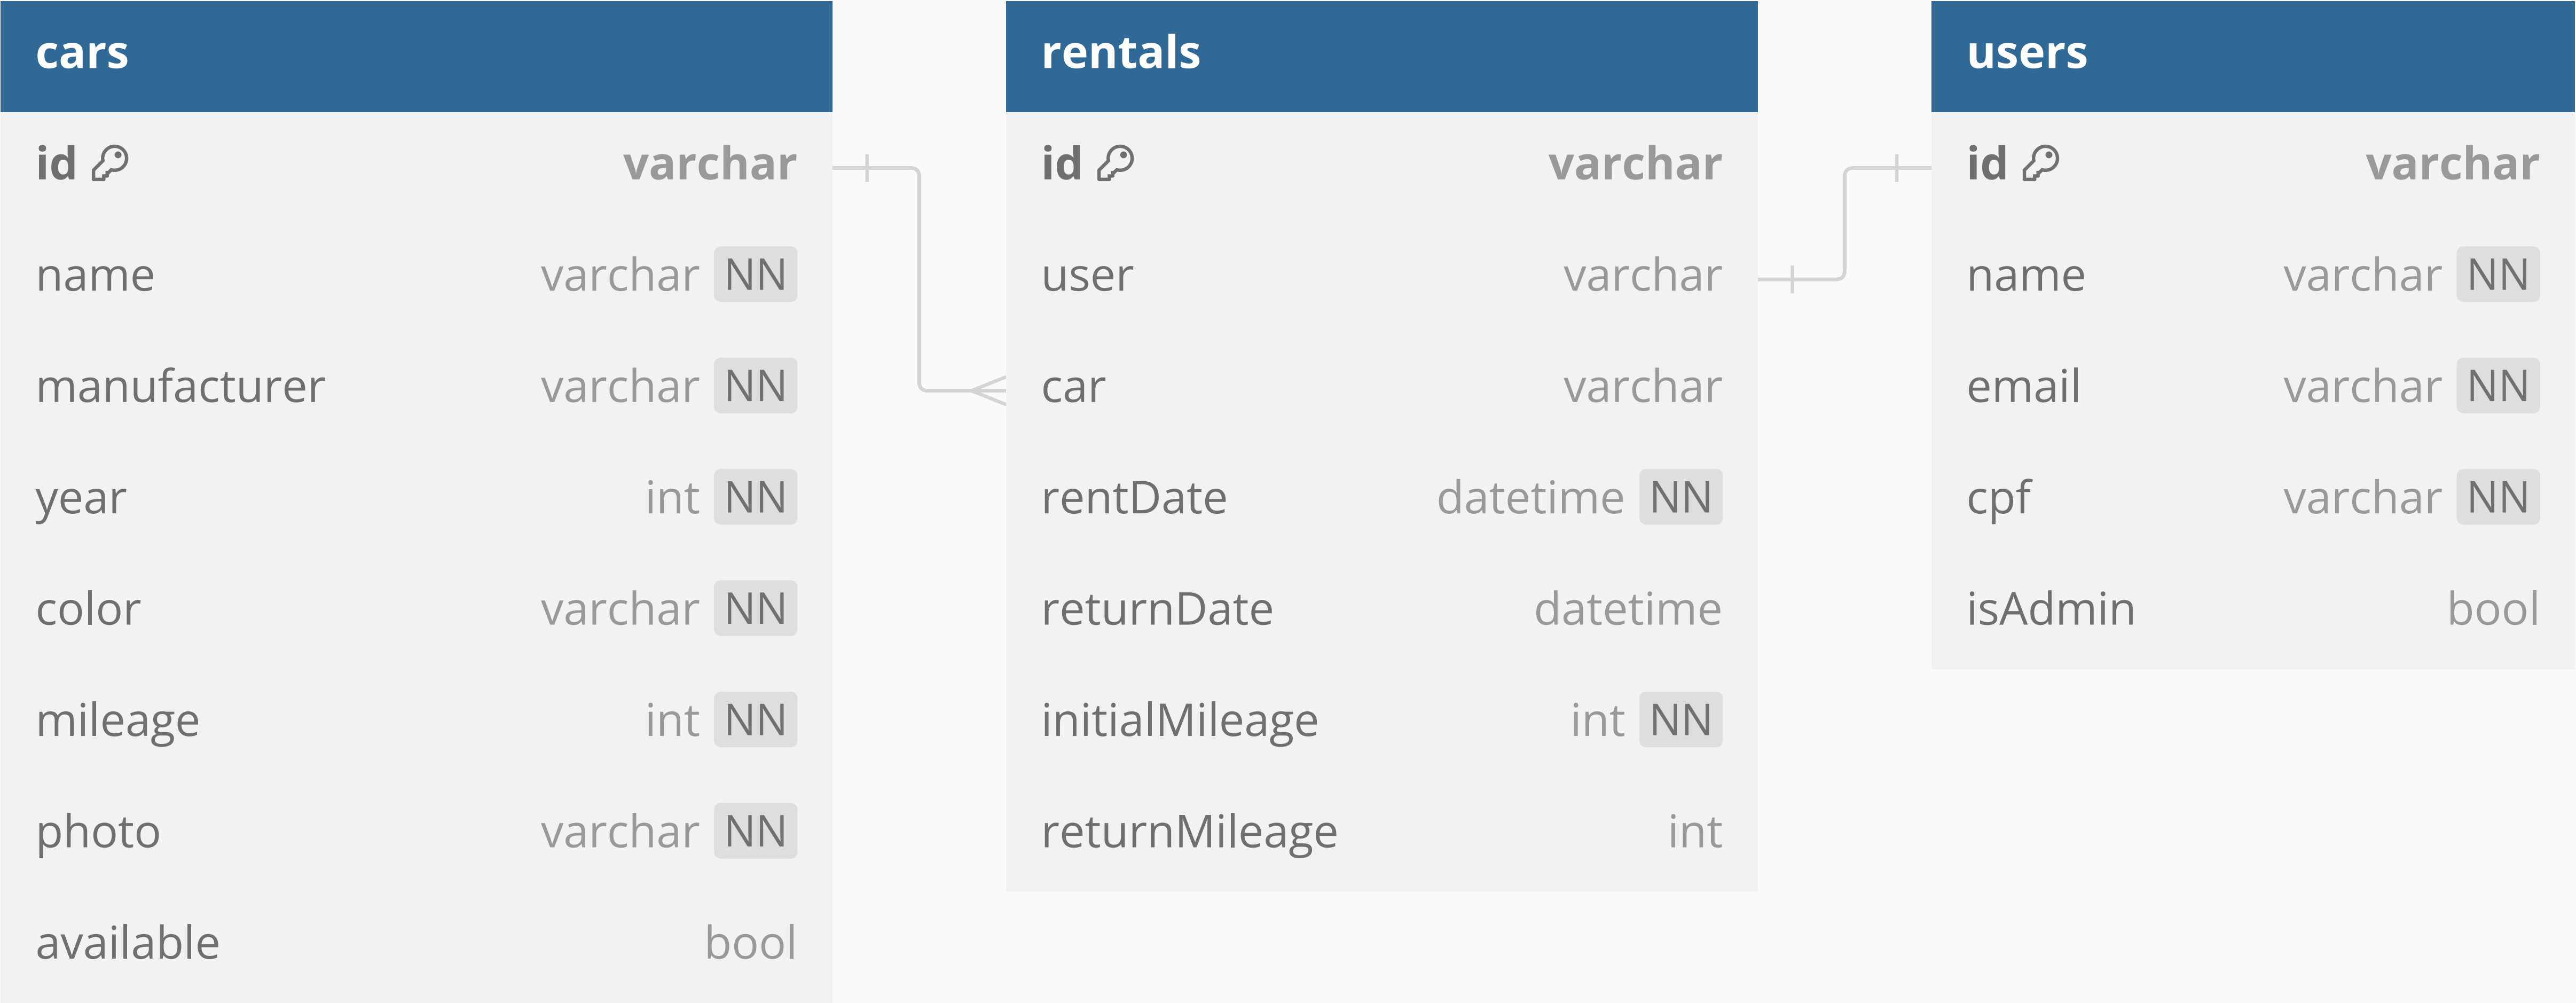 cars
id varchar
name varchar NN
manufacturer varchar NN
year int NN
color varchar NN
mileage int NN
photo varchar NN
available bool
rentals
id varchar
user varchar
car varchar
rentDate datetime NN
returnDate datetime
initialMileage int NN
returnMileage int
users
id varchar
name varchar NN
email varchar NN
cpf varchar NN
isAdmin bool